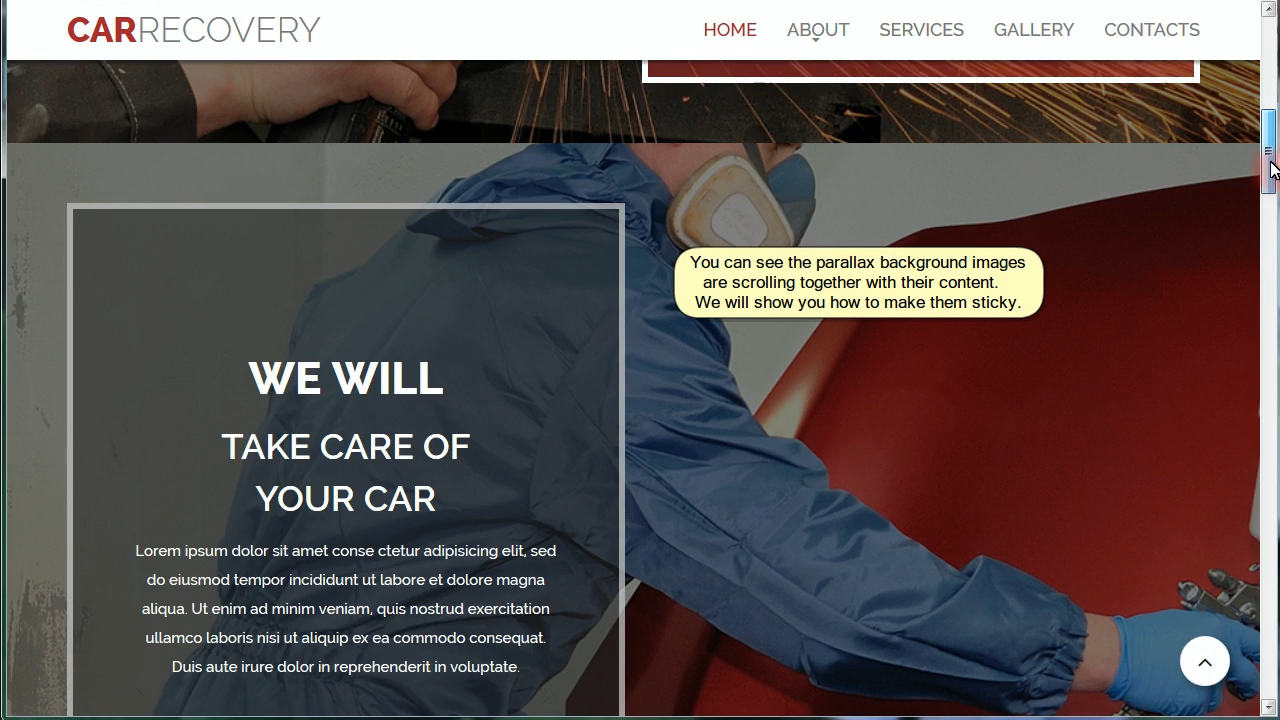 CARRECOVERY
HOME ABOUT SERVICES GALLERY CONTACTS
You can see the parallax background images
are scrolling together with their content.
We will show you how to make them sticky.
WE WILL
TAKE CARE OF
YOUR CAR
Lorem ipsum dolor sit amet conse ctetur adipisicing elit, sed
do eiusmod tempor incididunt ut labore et dolore magna
aliqua. Ut enim ad minim veniam, quis nostrud exercitation
ullamco laboris nisi ut aliquip ex ea commodo consequat.
Duis aute irure dolor in reprehenderit in voluptate.